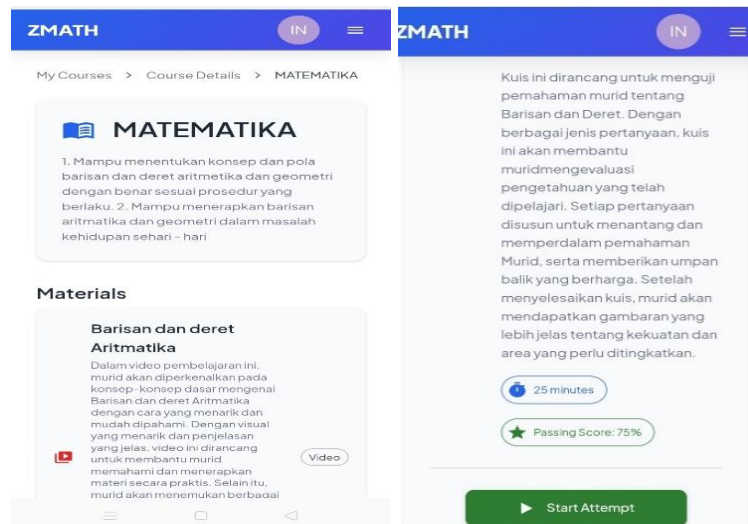 ZMATH
IN
My Courses > Course Details > MATEMATIKA
MATEMATIKA
1. Mampu menentukan konsep dan pola
barisan dan deret aritmetika dan geometri
dengan benar sesuai prosedur yang
berlaku. 2. Mampu menerapkan barisan
aritmatika dan geometri dalam masalah
kehidupan sehari - hari
Materials
Barisan dan deret
Aritmatika
Dalam video pembelajaran ini,
murid akan diperkenalkan pada
konsep-konsep dasar mengenai
Barisan dan deret Aritmatika
dengan cara yang menarik dan
mudah dipahami. Dengan visual
yang menarik dan penjelasan
yang jelas, video ini dirancang
untuk membantu murid
memahami dan menerapkan
materi secara praktis. Selain itu,
murid akan menemukan berbagai
Video
ZMATH
IN
Kuis ini dirancang untuk menguji
pemahaman murid tentang
Barisan dan Deret. Dengan
berbagai jenis pertanyaan, kuis
ini akan membantu
muridmengevaluasi
pengetahuan yang telah
dipelajari. Setiap pertanyaan
disusun untuk menantang dan
memperdalam pemahaman
Murid, serta memberikan umpan
balik yang berharga. Setelah
menyelesaikan kuis, murid akan
mendapatkan gambaran yang
lebih jelas tentang kekuatan dan
area yang perlu ditingkatkan.
25 minutes
Passing Score: 75%
Start Attempt